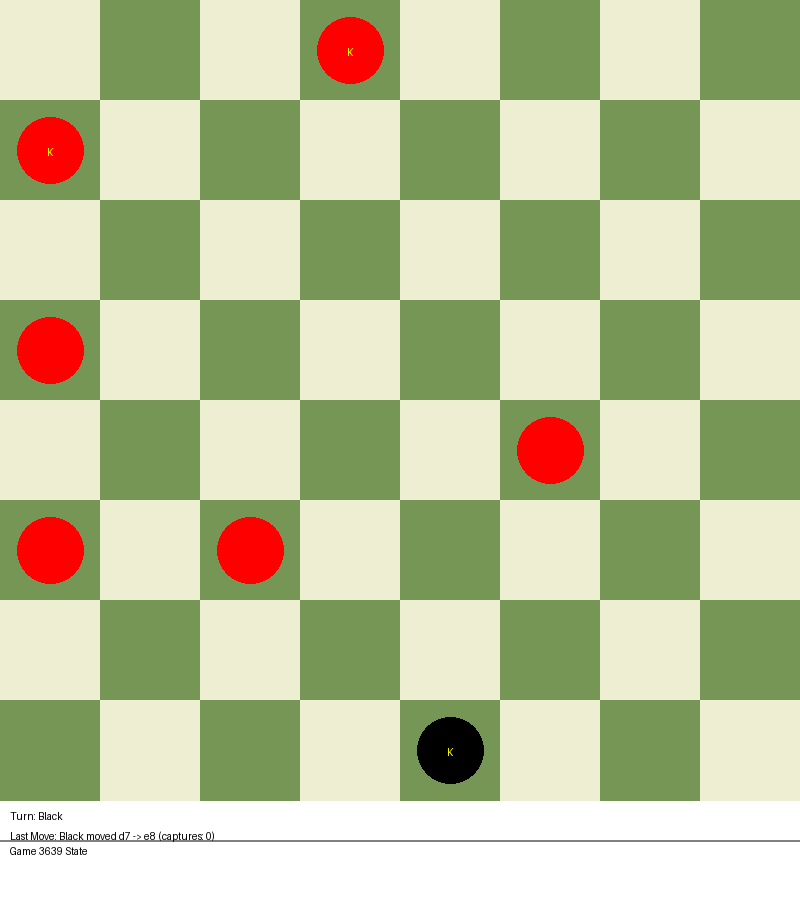 K
K
K
Turn: Black
Last Move: Black moved d7 -> e8 (captures: 0)
Game 3639 State